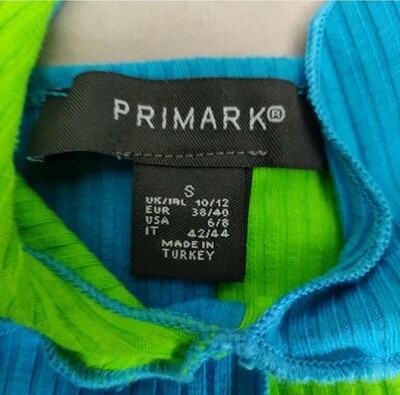 PRIMARK®
S
UK/IRL 10/12
EUR 38/40
USA 6/8
IT 42/44
MADE IN
TURKEY